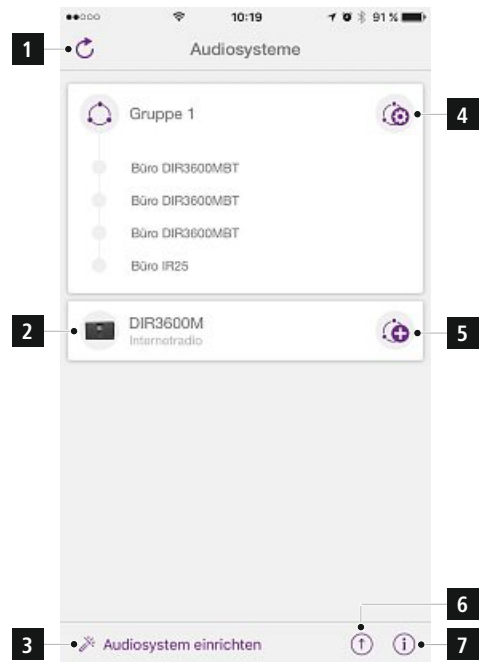 10:19 91 %
1 Audiosysteme
Gruppe 1 4
Büro DIR3600MBT
Büro DIR3600MBT
Büro DIR3600MBT
Büro IR25
2 DIR3600M 5
Internetradio
6
3 Audiosystem einrichten 7